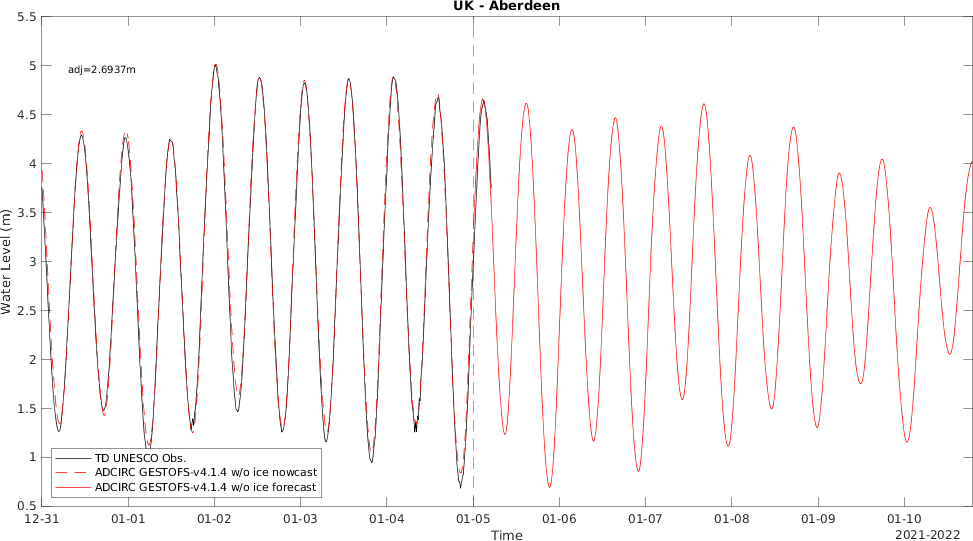 UK - Aberdeen
5.5
5
4.5
4
3.5
3
2.5
2
1.5
1
0.5
Water Level (m)
adj=2.6937m
TD UNESCO Obs.
ADCIRC GESTOFS-v4.1.4 w/o ice nowcast
ADCIRC GESTOFS-v4.1.4 w/o ice forecast
12-31 01-01 01-02 01-03 01-04 01-05 01-06 01-07 01-08 01-09 01-10
Time
2021-2022